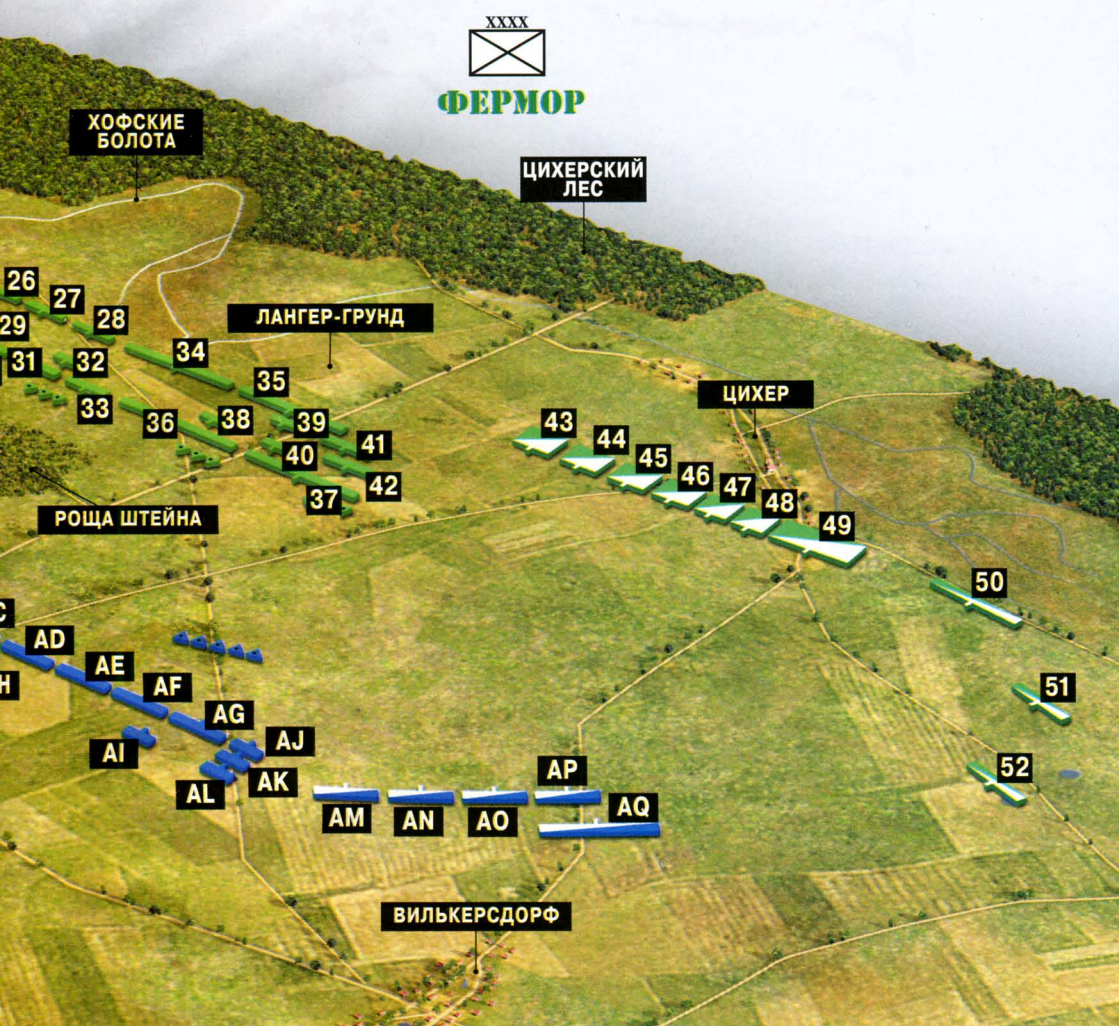 XXXX
ФЕРМОР
ХОФСКИЕ
БОЛОТА
ЦИХЕРСКИЙ
ЛЕС
26
27
28
29
ЛАНГЕР-ГРУНД
31
32
33
34
35
36
38
39
40
41
42
37
ЦИХЕР
43
44
45
46
47
48
49
50
51
52
РОЩА ШТЕЙНА
C
AD
H
AE
AF
AG
AI
AJ
AK
AL
AM
AN
AO
AP
AQ
ВИЛЬКЕРСДОРФ